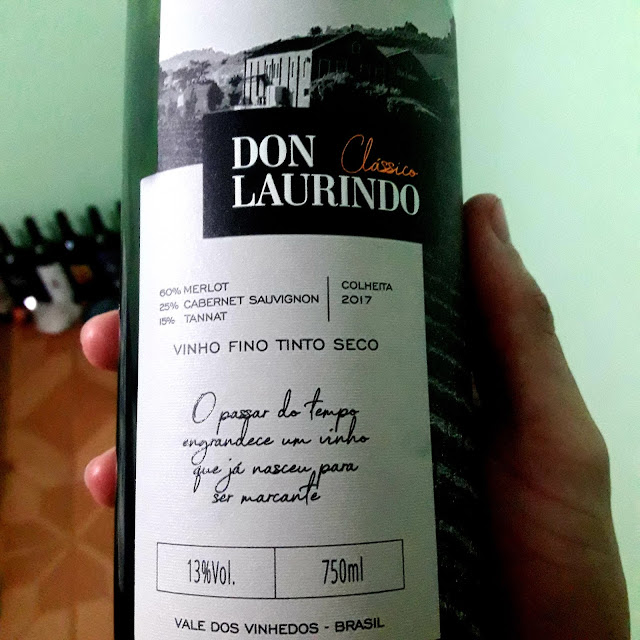 DON Clássico
LAURINDO
60% MERLOT
25% CABERNET SAUVIGNON
15% TANNAT
COLHEITA
2017
VINHO FINO TINTO SECO
O passar do tempo
engrandece um vinho
que já nasceu para
ser marcante
13%Vol.
750ml
VALE DOS VINHEDOS - BRASIL